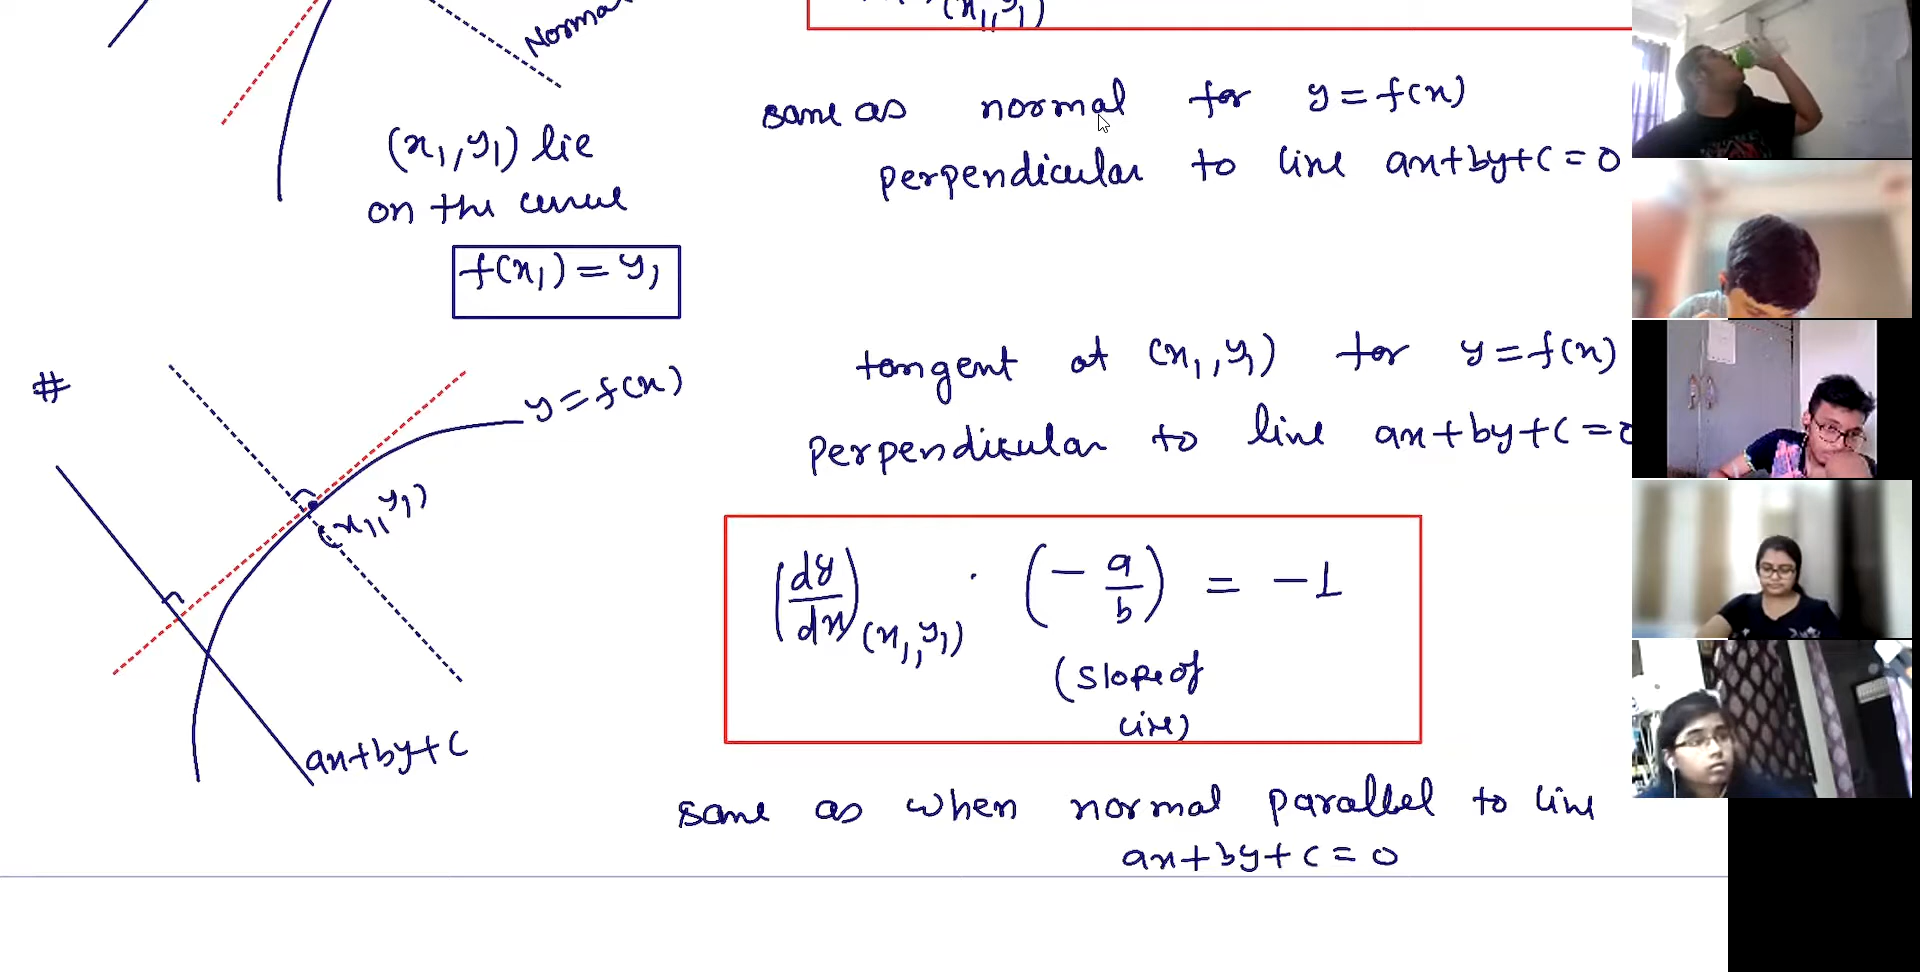 Normal
(x₁, y₁)
same as normal for y = f(x)
perpendicular to line ax+by+c = 0
(x₁, y₁) lie
on the curve
f(x₁) = y₁
#
y = f(x)
(x₁, y₁)
ax+by+c
tangent at (x₁, y₁) for y = f(x)
perpendicular to line ax+by+c = 0
(dy/dx)(x₁, y₁) · (- a/b) = -1
(slope of
line)
same as when normal parallel to line
ax+by+c = 0